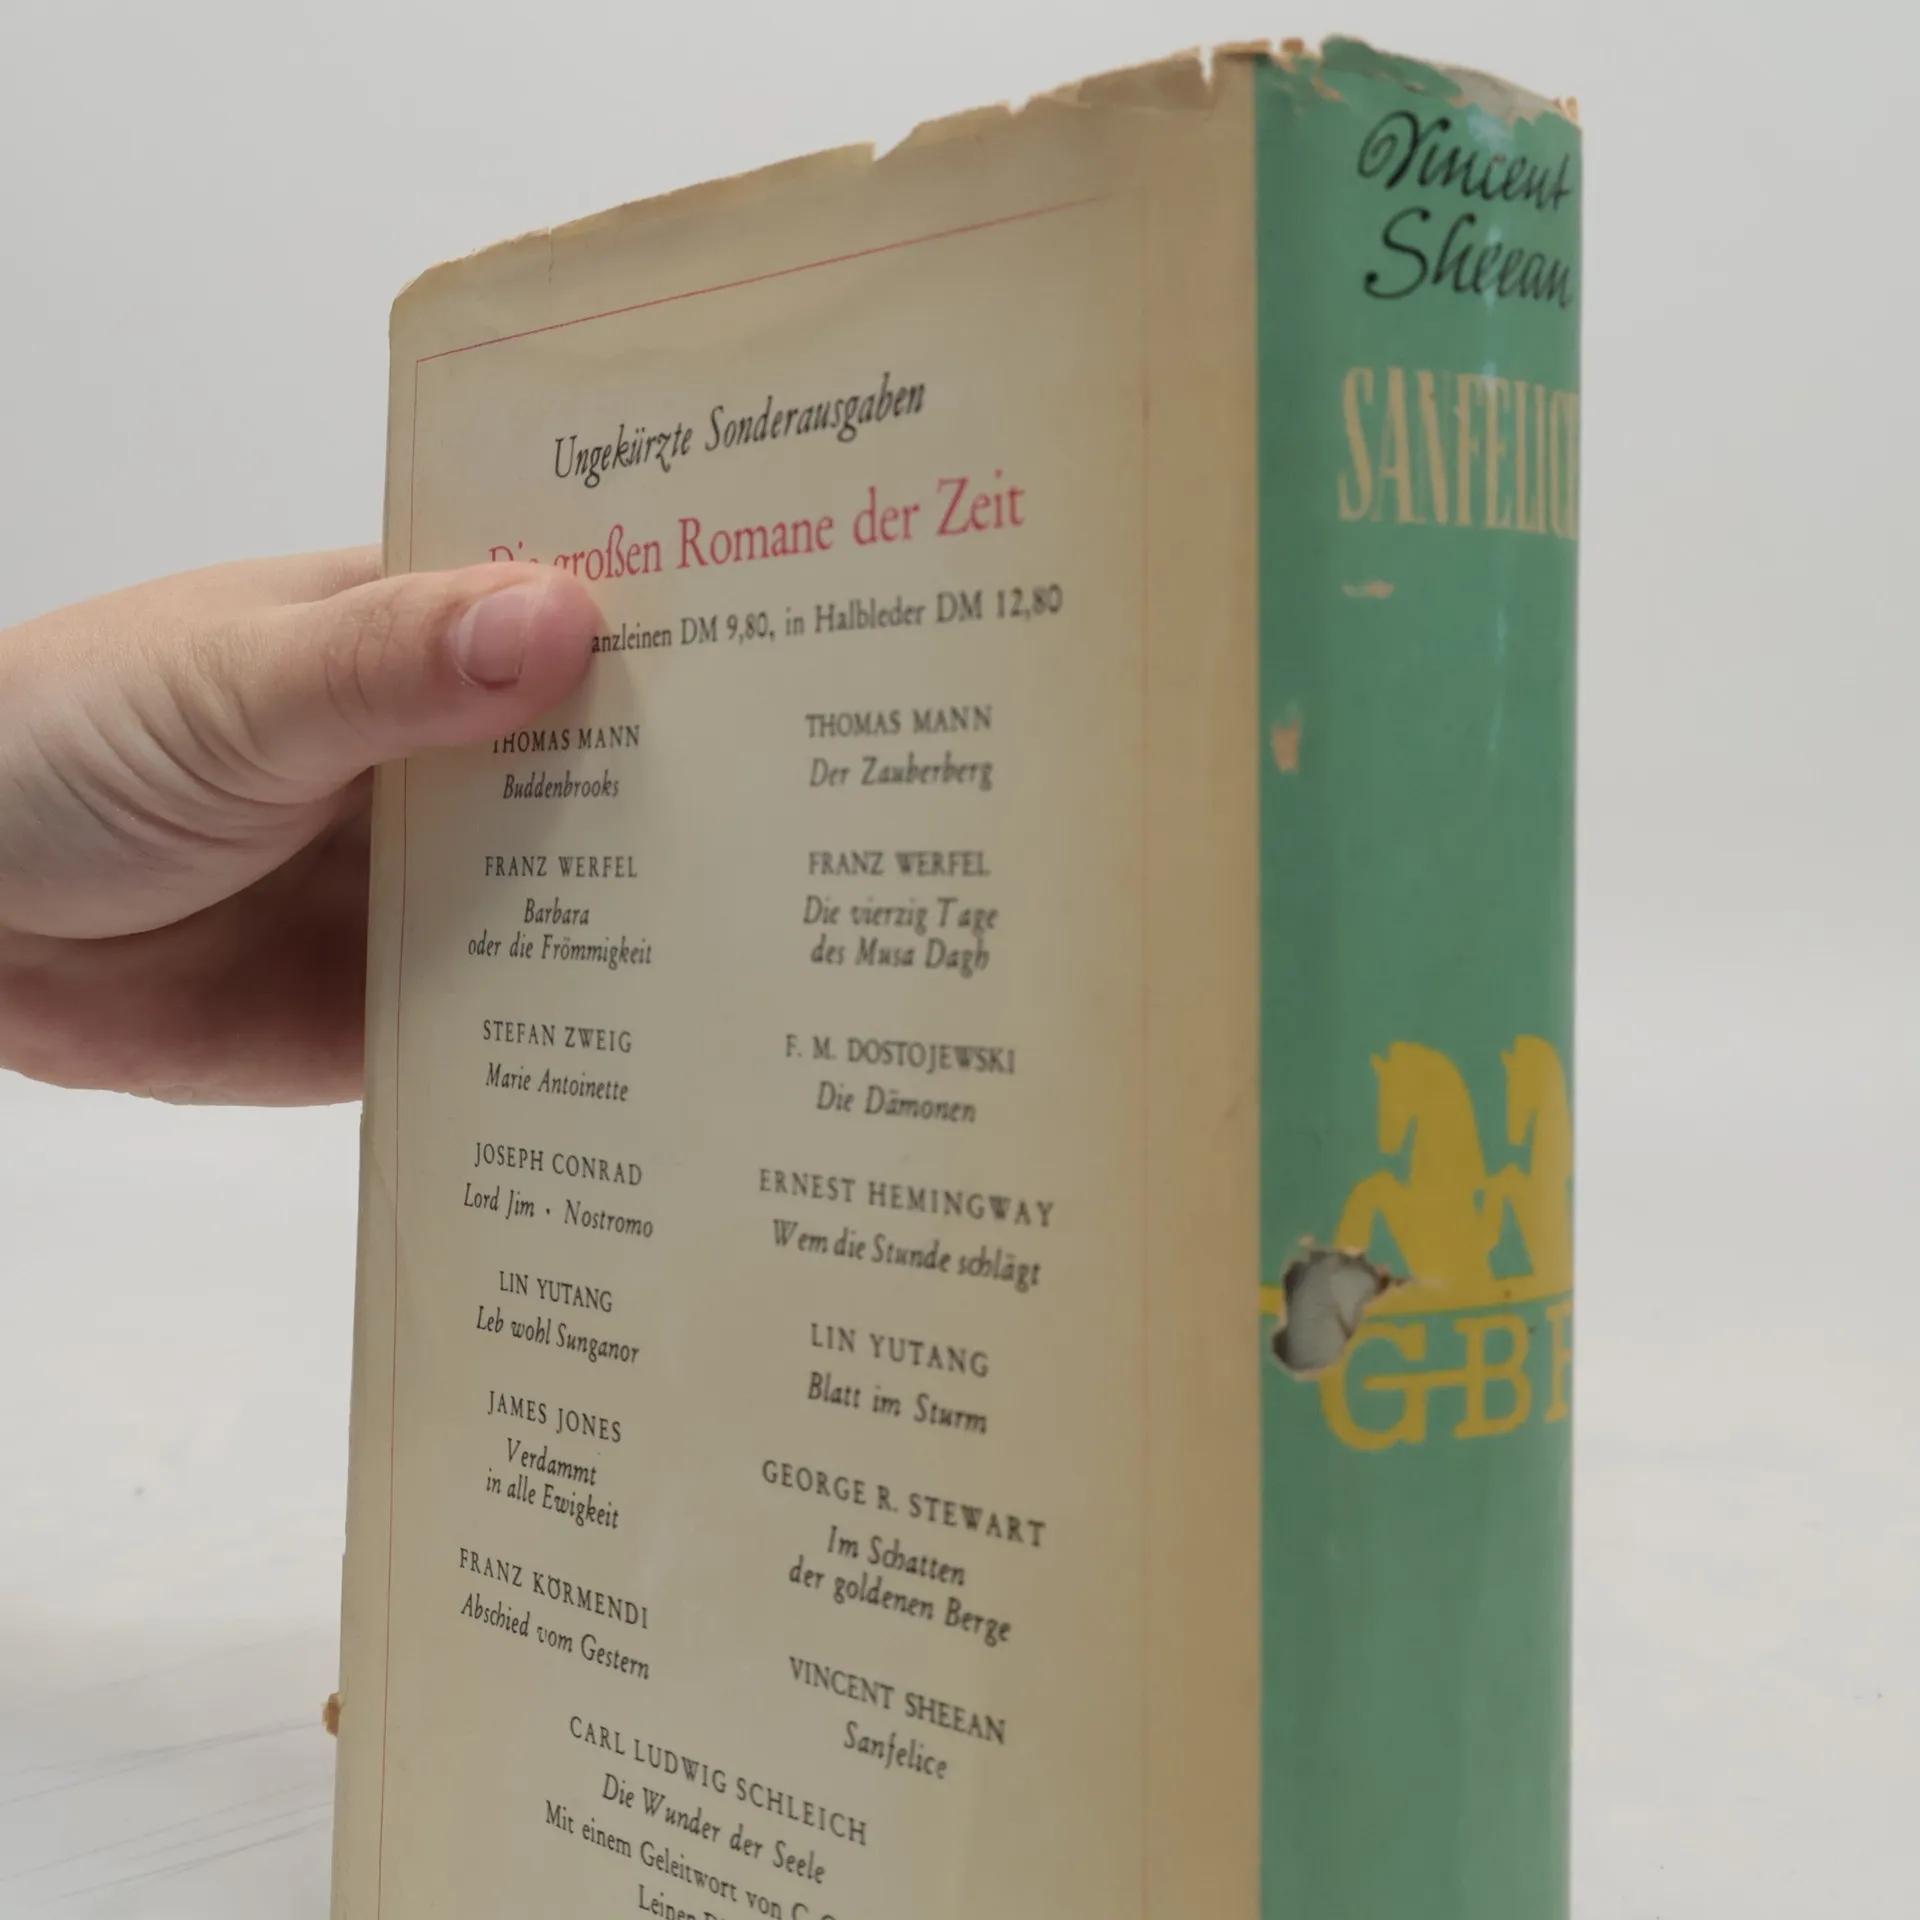 Ungekürzte Sonderausgaben
Die großen Romane der Zeit
anzleinen DM 9,80, in Halbleder DM 12,80
THOMAS MANN
Buddenbrooks
FRANZ WERFEL
Barbara
oder die Frömmigkeit
STEFAN ZWEIG
Marie Antoinette
JOSEPH CONRAD
Lord Jim · Nostromo
LIN YUTANG
Leb wohl Sunganor
JAMES JONES
Verdammt
in alle Ewigkeit
FRANZ KÖRMENDI
Abschied vom Gestern
THOMAS MANN
Der Zauberberg
FRANZ WERFEL
Die vierzig Tage
des Musa Dagh
F. M. DOSTOJEWSKI
Die Dämonen
ERNEST HEMINGWAY
Wem die Stunde schlägt
LIN YUTANG
Blatt im Sturm
GEORGE R. STEWART
Im Schatten
der goldenen Berge
VINCENT SHEEAN
Sanfelice
CARL LUDWIG SCHLEICH
Die Wunder der Seele
Mit einem Geleitwort von C.
Leinen
Vincent
Sheean
SANFELICE
GB